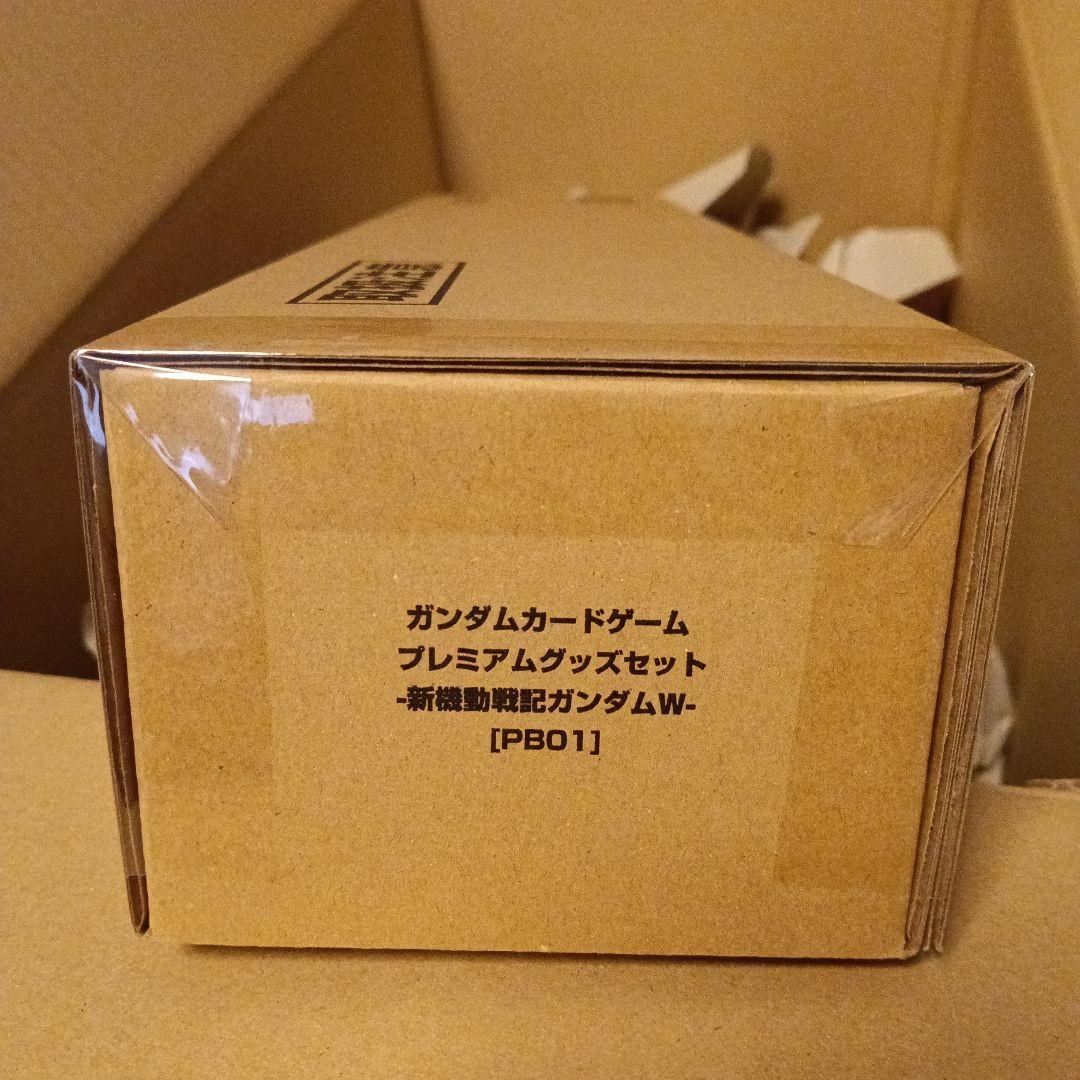 ガンダムカードゲーム
プレミアムグッズセット
-新機動戦記ガンダムW-
[PB01]